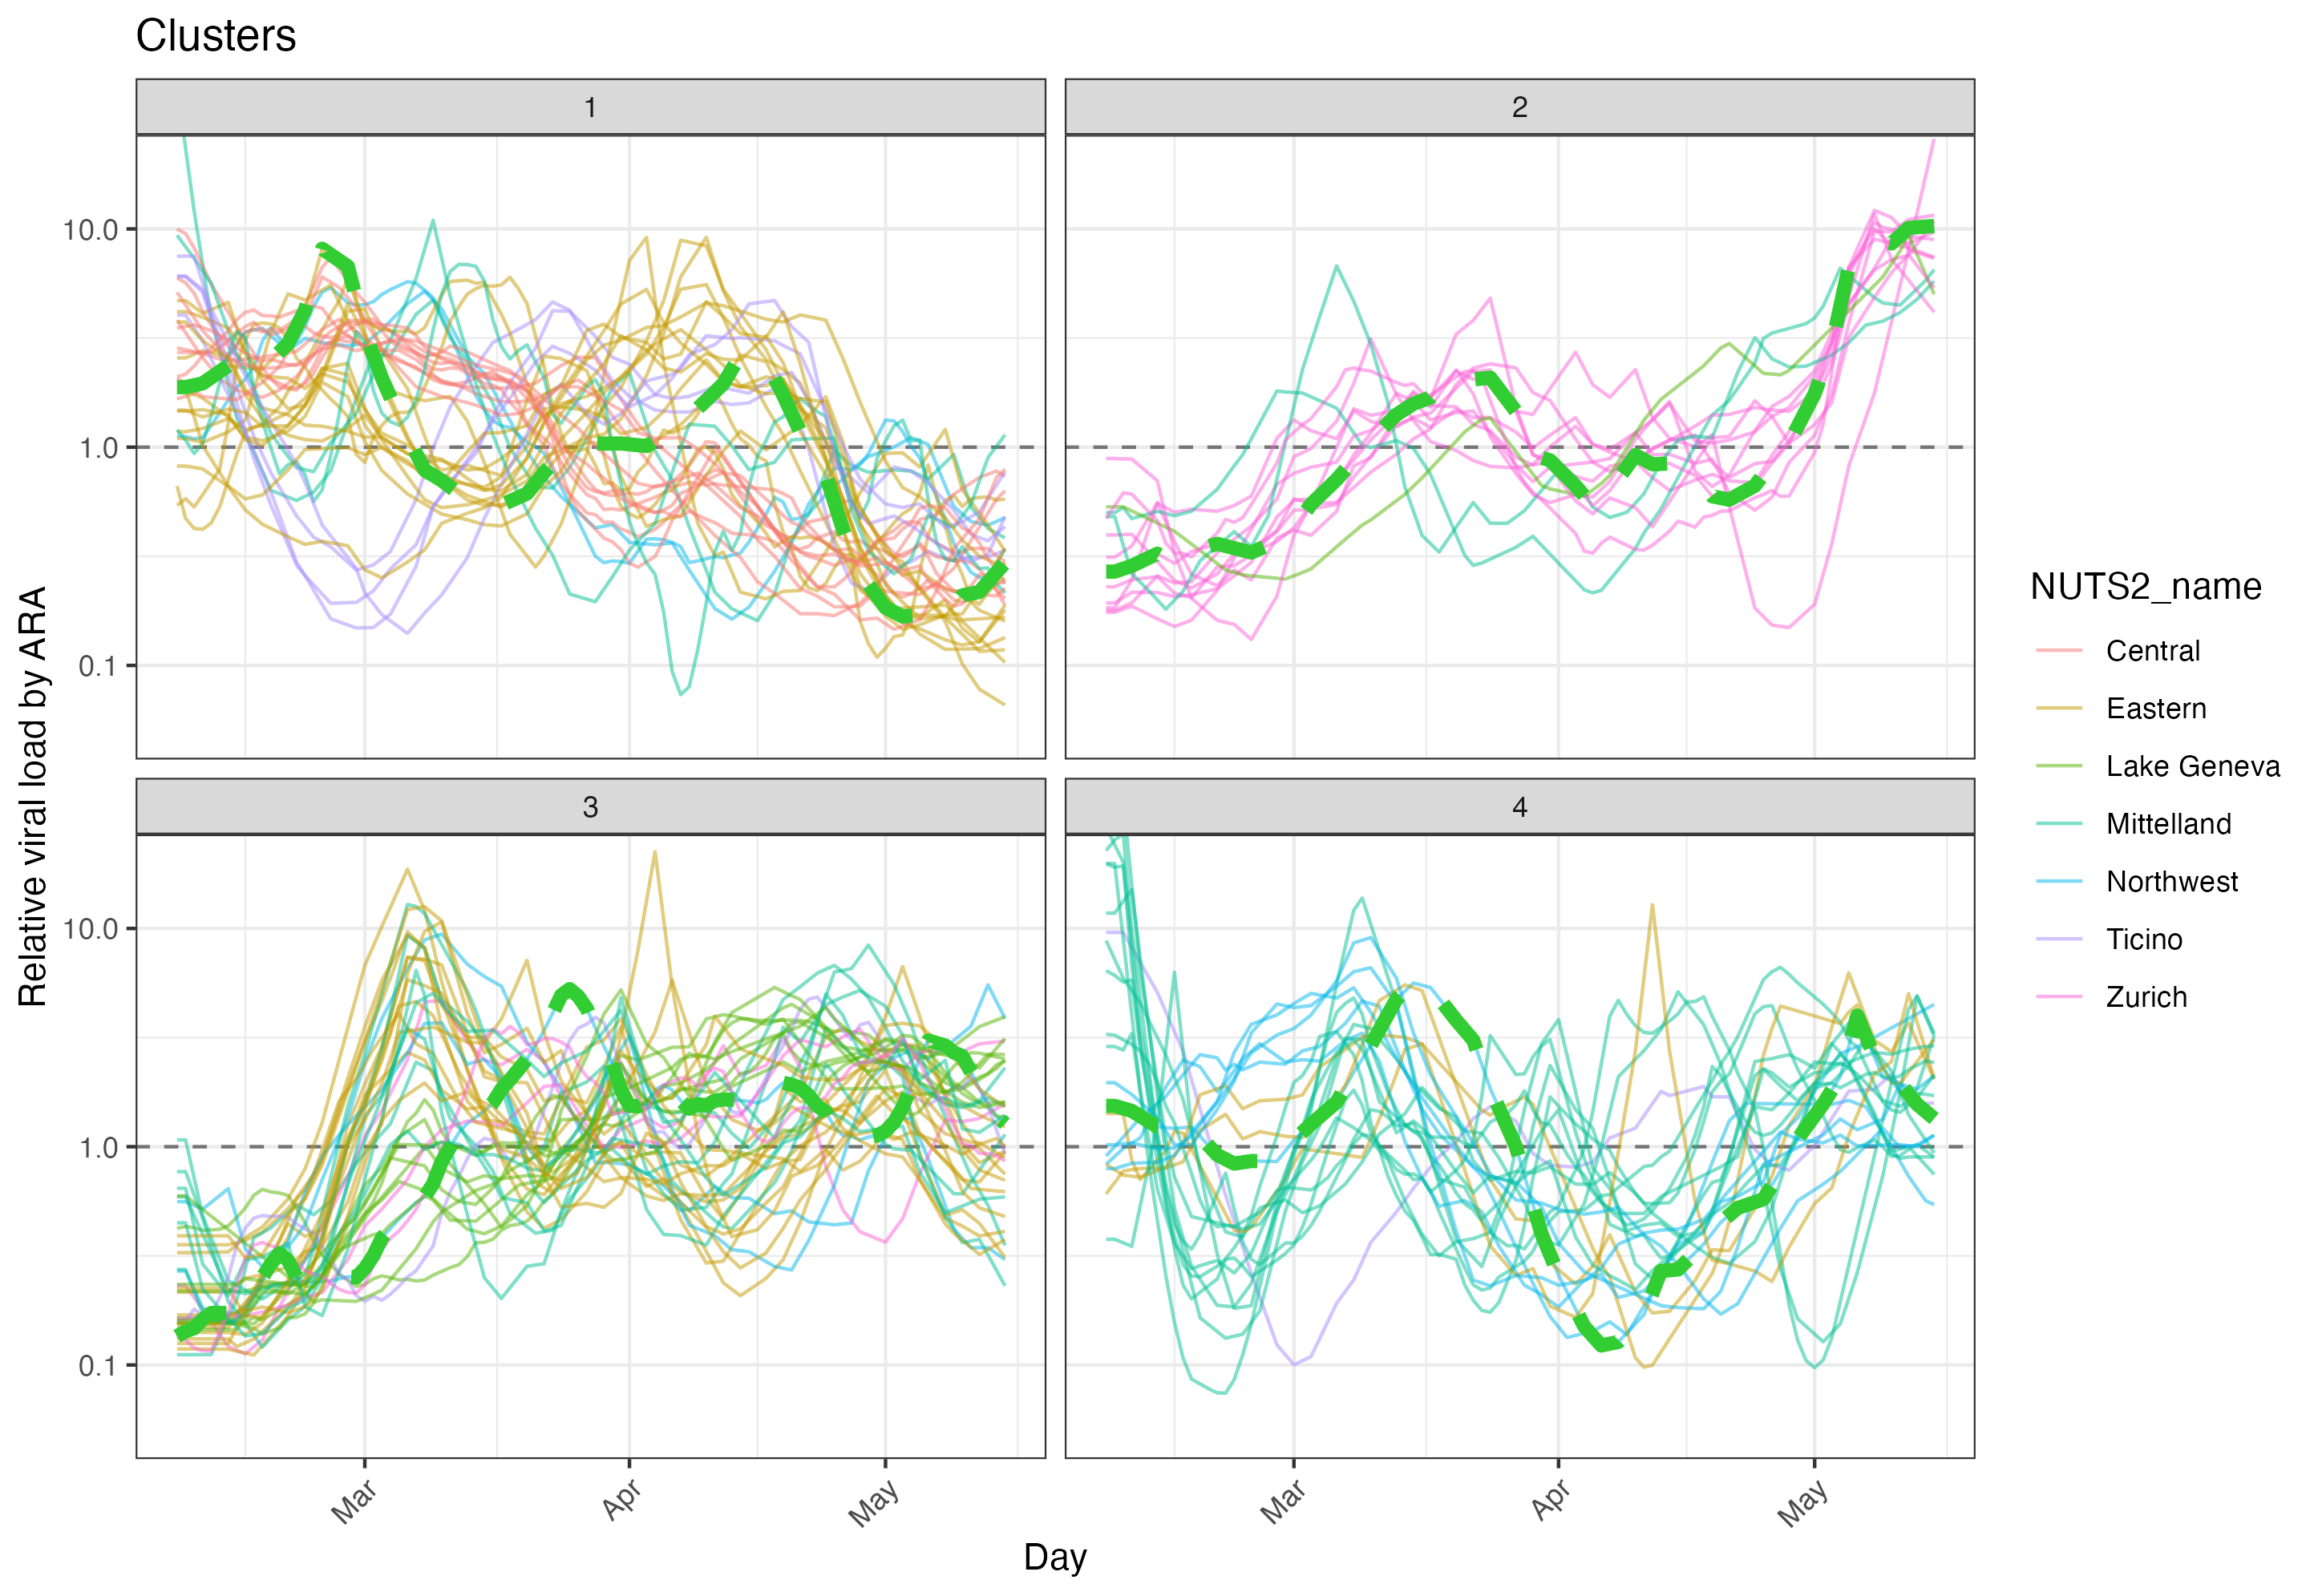 Clusters
1
2
10.0
1.0
0.1
3
4
10.0
1.0
0.1
Mar
Apr
May
Mar
Apr
May
Day
Relative viral load by ARA
NUTS2_name
Central
Eastern
Lake Geneva
Mittelland
Northwest
Ticino
Zurich